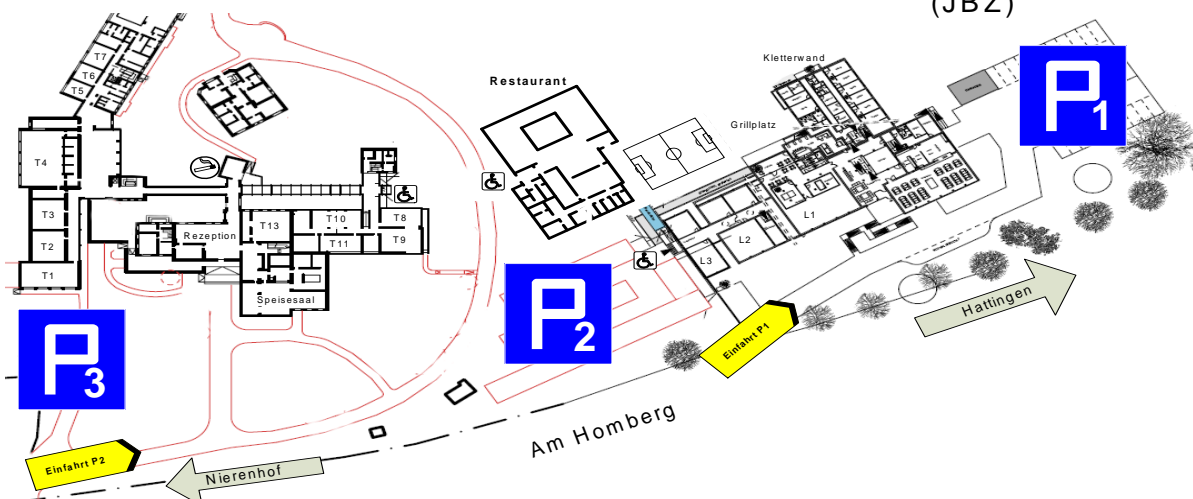 (JBZ)
Kletterwand
Restaurant
Grillplatz
P1
T7
T6
T5
T4
T3
T2
T1
Rezeption
T13
T10
T11
T8
T9
Speisesaal
L1
L2
L3
P2
P3
Einfahrt P1
Hattingen
Am Homberg
Einfahrt P2
Nierenhof